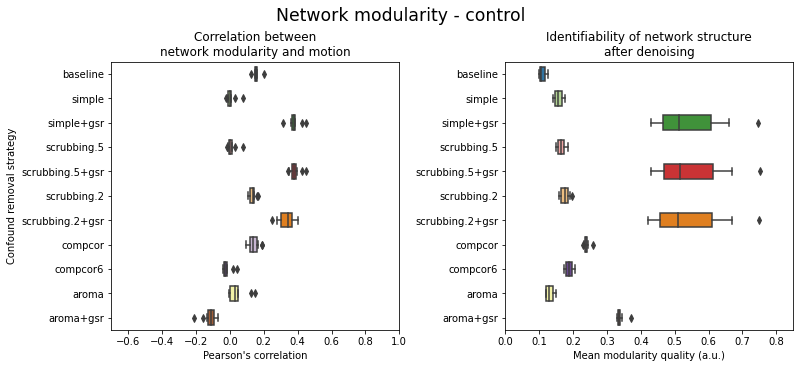 Network modularity - control
Correlation between
network modularity and motion
Confound removal strategy
baseline
simple
simple+gsr
scrubbing.5
scrubbing.5+gsr
scrubbing.2
scrubbing.2+gsr
compcor
compcor6
aroma
aroma+gsr
−0.6 −0.4 −0.2 0.0 0.2 0.4 0.6 0.8 1.0
Pearson's correlation
Identifiability of network structure
after denoising
baseline
simple
simple+gsr
scrubbing.5
scrubbing.5+gsr
scrubbing.2
scrubbing.2+gsr
compcor
compcor6
aroma
aroma+gsr
0.0 0.1 0.2 0.3 0.4 0.5 0.6 0.7 0.8
Mean modularity quality (a.u.)